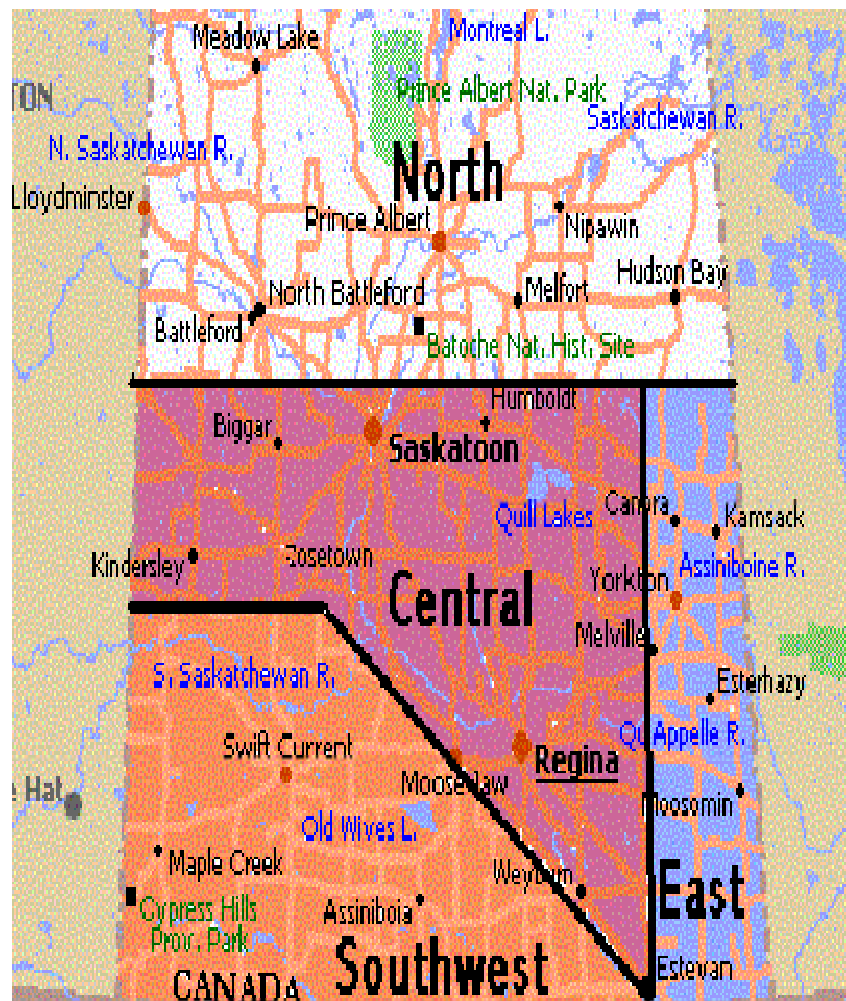 Meadow Lake
Montreal L.
TON
Prince Albert Nat. Park
Saskatchewan R.
N. Saskatchewan R.
North
Lloydminster
Prince Albert
Nipawin
Hudson Bay
North Battleford
Melfort
Battleford
Batoche Nat. Hist. Site
Humboldt
Biggar
Saskatoon
Quill Lakes
Canora
Kamsack
Kindersley
Rosetown
Assiniboine R.
Yorkton
Central
Melville
S. Saskatchewan R.
Esterhazy
Qu Appelle R.
Swift Current
Regina
Moose Jaw
e Hat
Moosomin
Old Wives L.
Maple Creek
Weyburn
East
Cypress Hills
Prov. Park
Assiniboia
Southwest
Estevan
CANADA